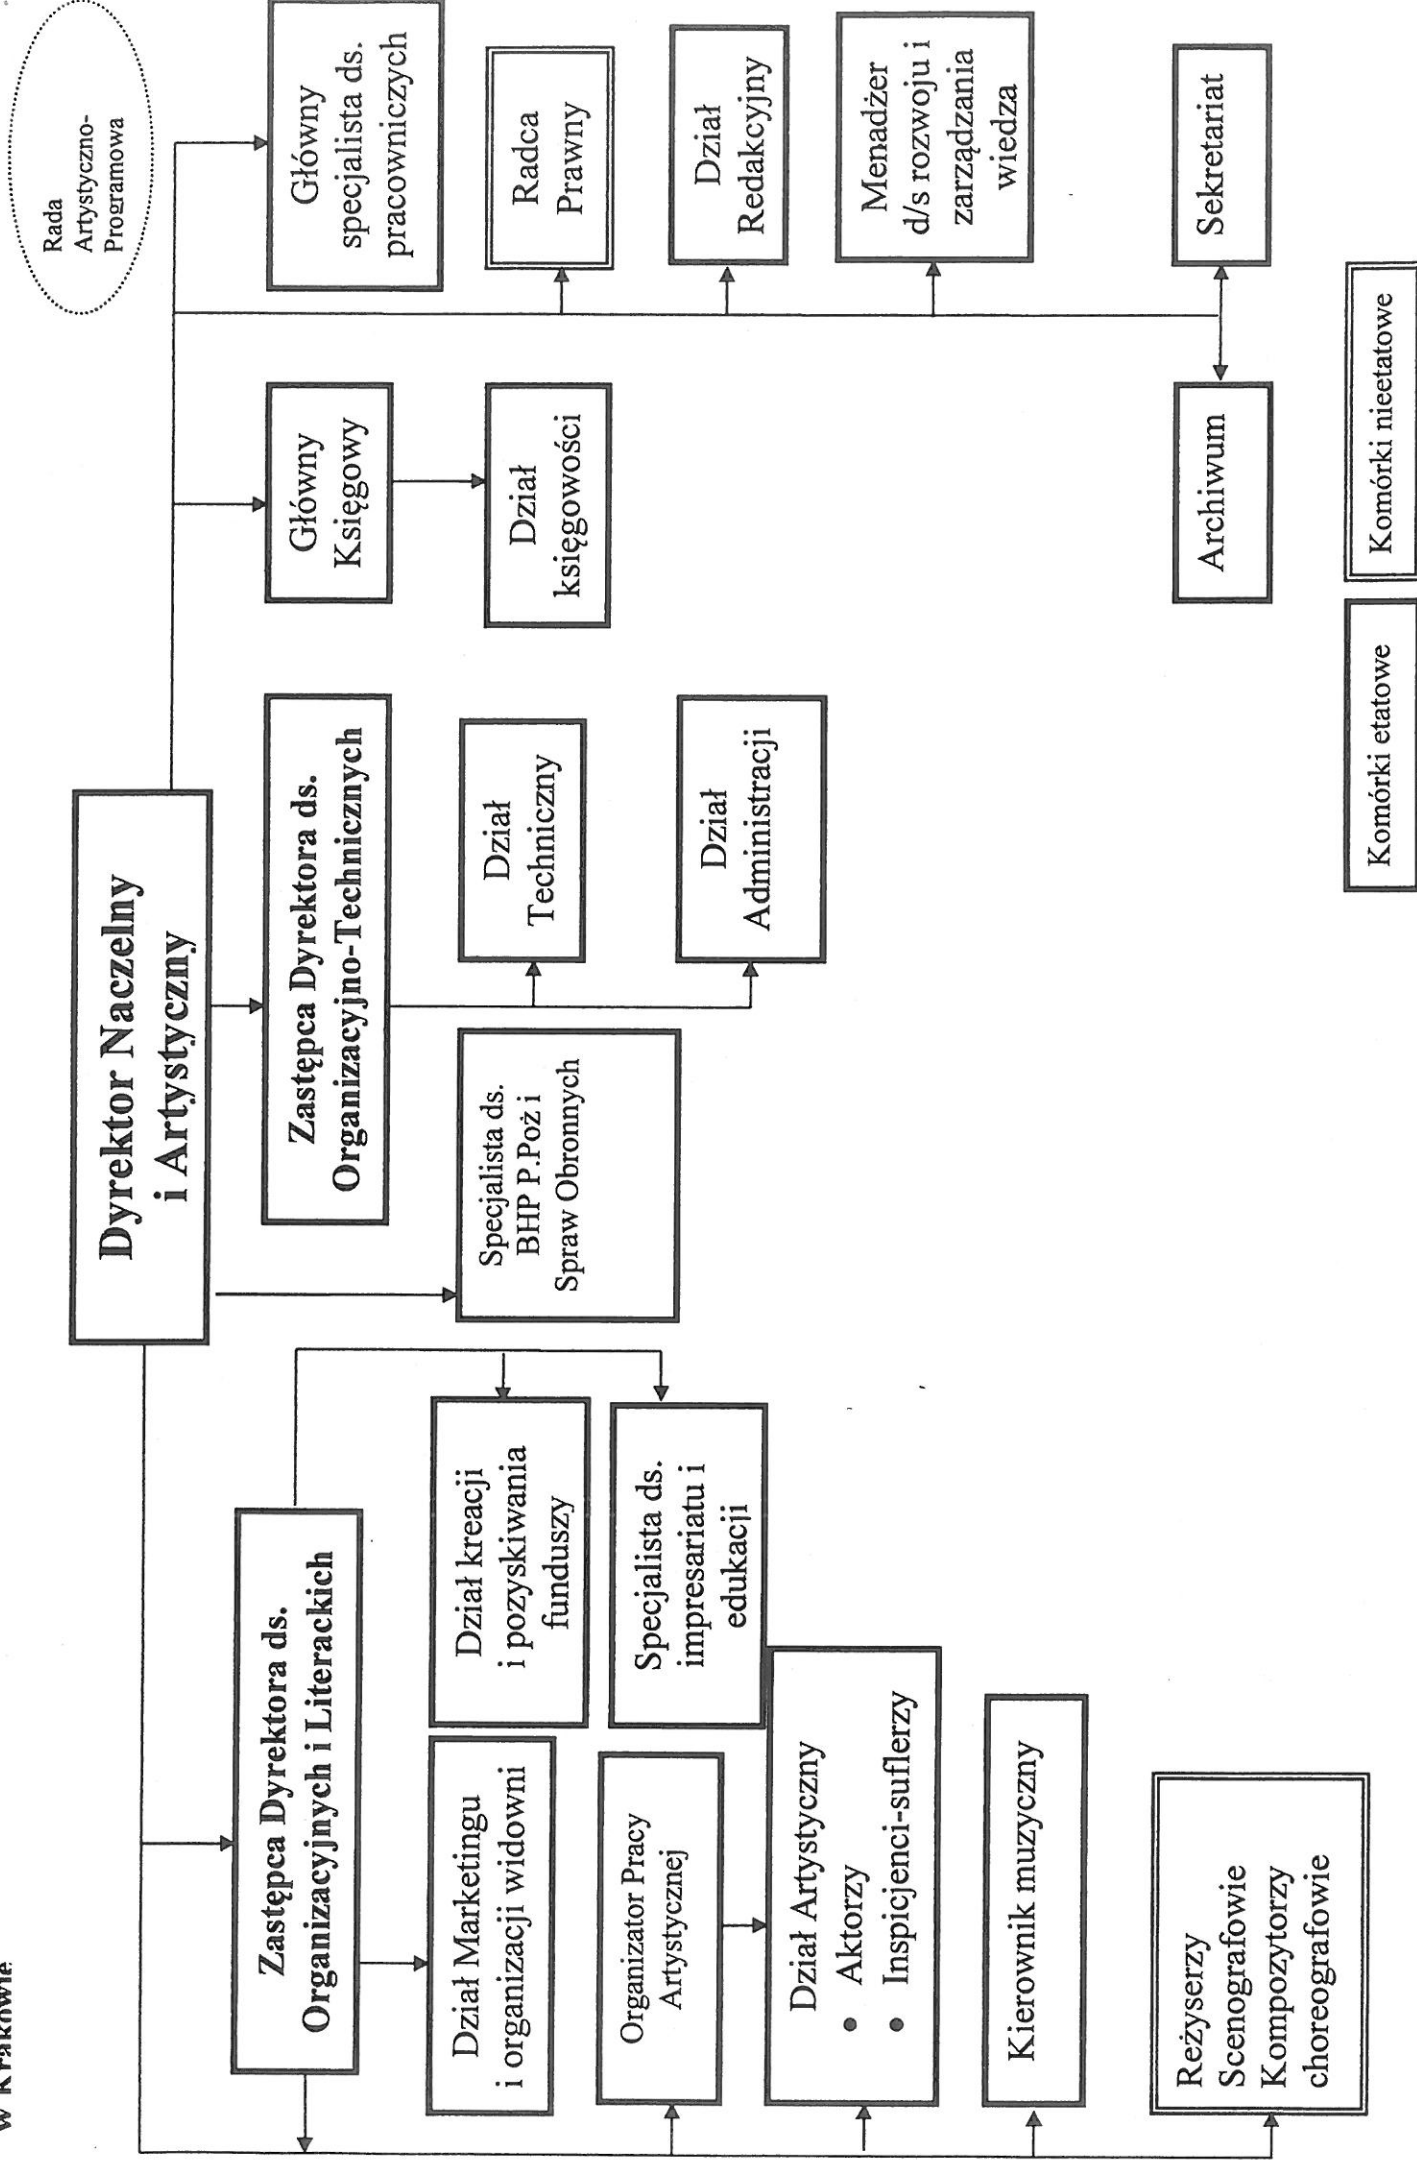 w Krakowie
Rada
Artystyczno-
Programowa
Dyrektor Naczelny
i Artystyczny
Zastępca Dyrektora ds.
Organizacyjnych i Literackich
Zastępca Dyrektora ds.
Organizacyjno-Technicznych
Główny
Księgowy
Główny
specjalista ds.
pracowniczych
Dział Marketingu
i organizacji widowni
Dział kreacji
i pozyskiwania
funduszy
Specjalista ds.
BHP P.Poż i
Spraw Obronnych
Dział
Techniczny
Dział
księgowości
Radca
Prawny
Organizator Pracy
Artystycznej
Specjalista ds.
impresariatu i
edukacji
Dział
Administracji
Dział
Redakcyjny
Dział Artystyczny
• Aktorzy
• Inspicjenci-suflerzy
Menadżer
d/s rozwoju i
zarządzania
wiedza
Kierownik muzyczny
Reżyserzy
Scenografowie
Kompozytorzy
choreografowie
Archiwum
Sekretariat
Komórki etatowe
Komórki nieetatowe